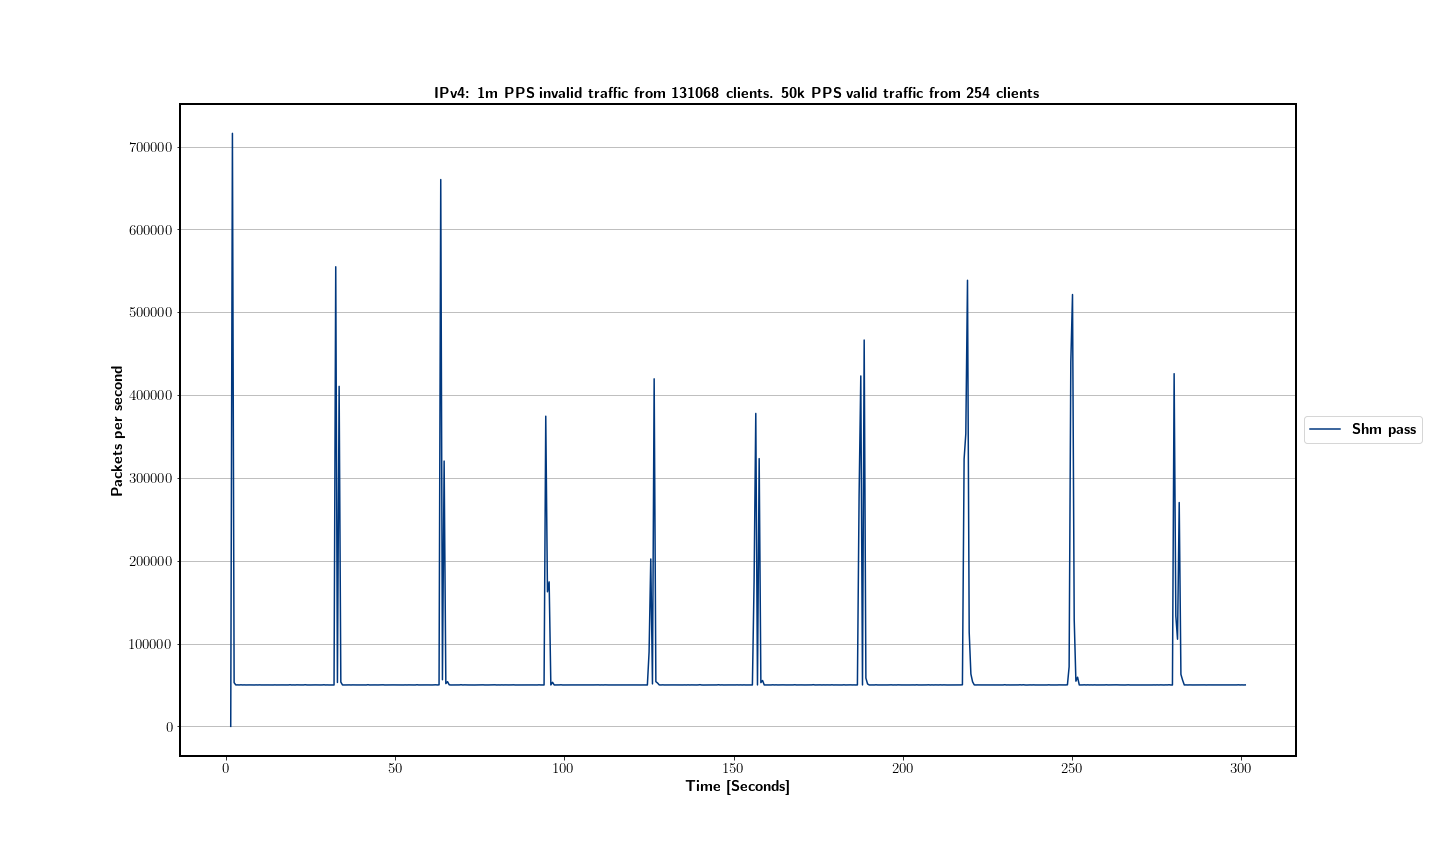 IPv4: 1m PPS invalid traffic from 131068 clients. 50k PPS valid traffic from 254 clients
700000
600000
500000
400000
300000
200000
100000
0
Packets per second
0 50 100 150 200 250 300
Time [Seconds]
Shm pass